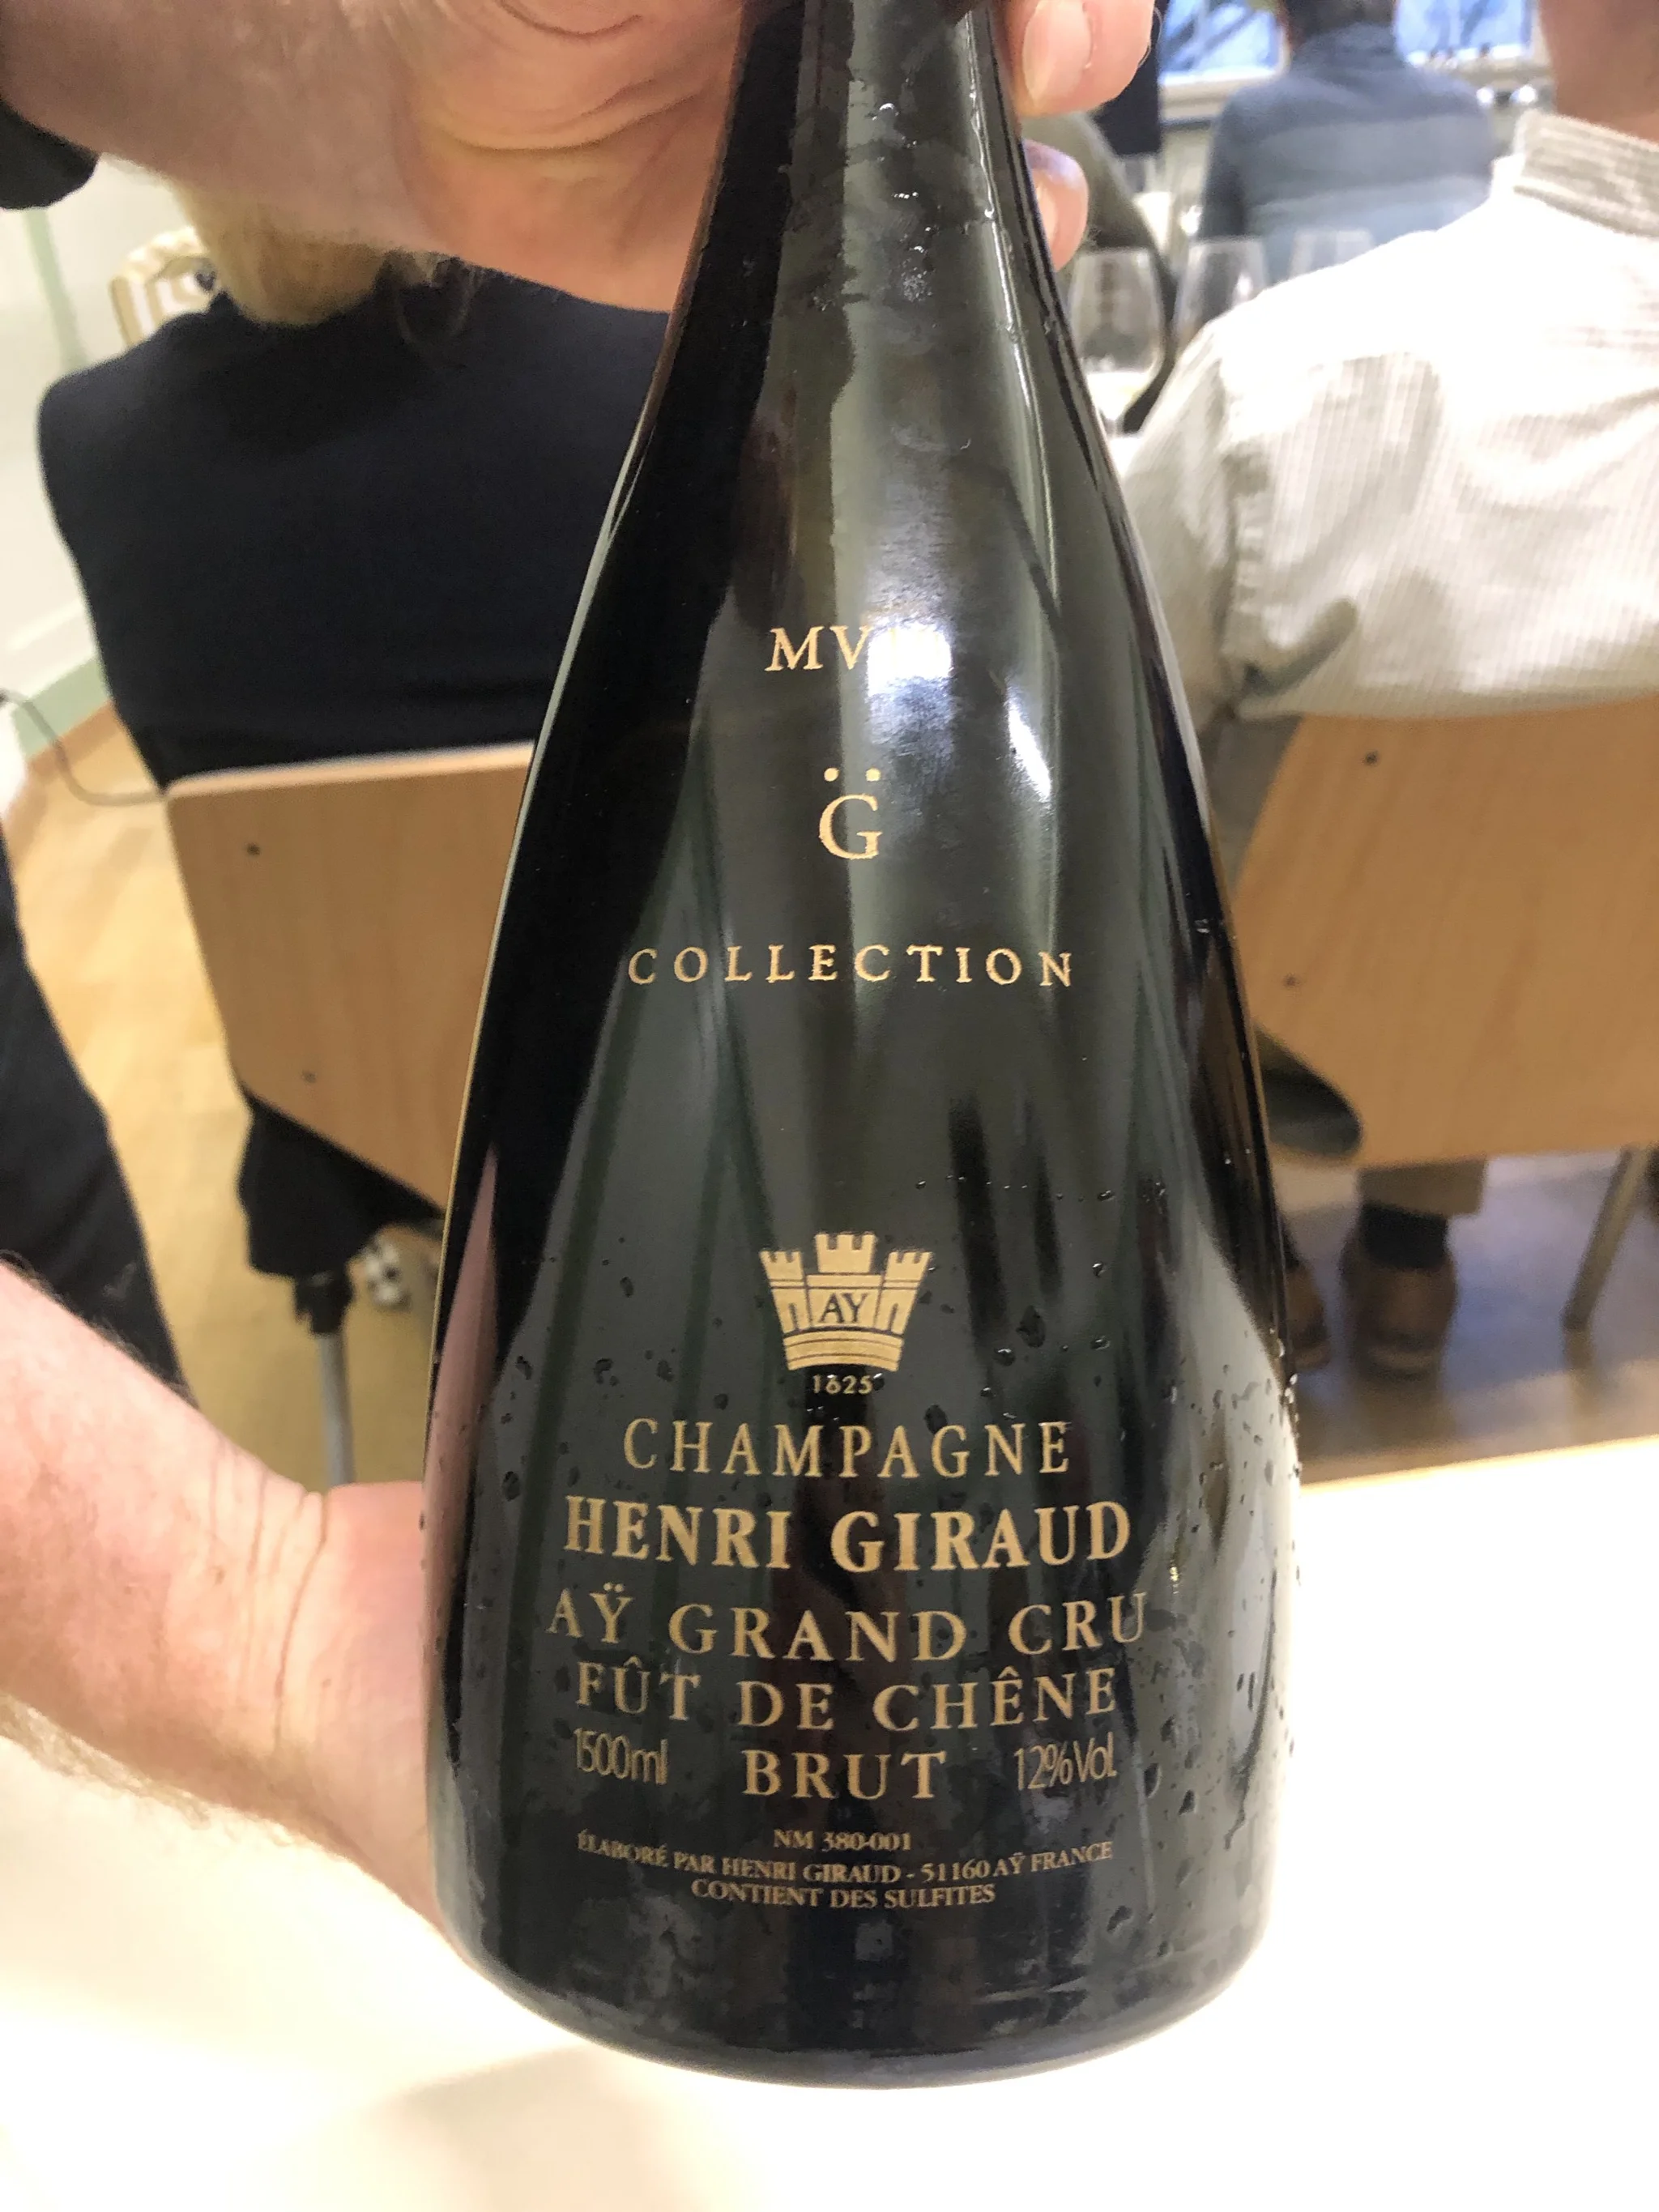 G̈
COLLECTION
AY
1625
CHAMPAGNE
HENRI GIRAUD
AŸ GRAND CRU
FÛT DE CHÊNE
1500ml BRUT 12%Vol.
NM 380-001
ÉLABORÉ PAR HENRI GIRAUD - 51160 AŸ FRANCE
CONTIENT DES SULFITES